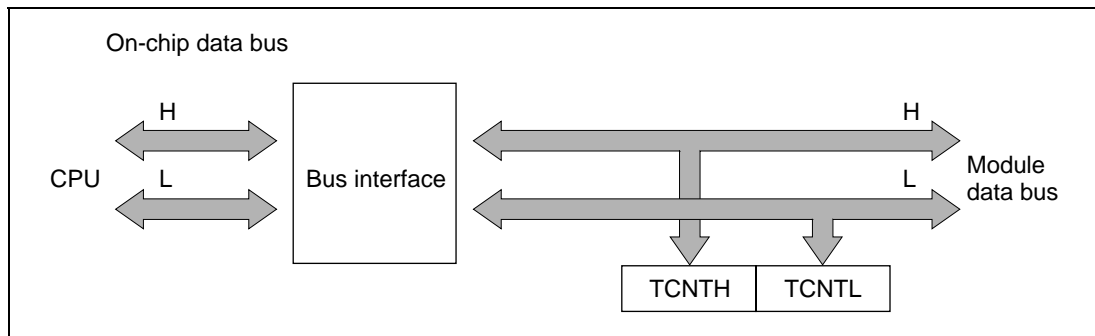 On-chip data bus
H
H
CPU
L
Bus interface
L
Module
data bus
TCNTH
TCNTL